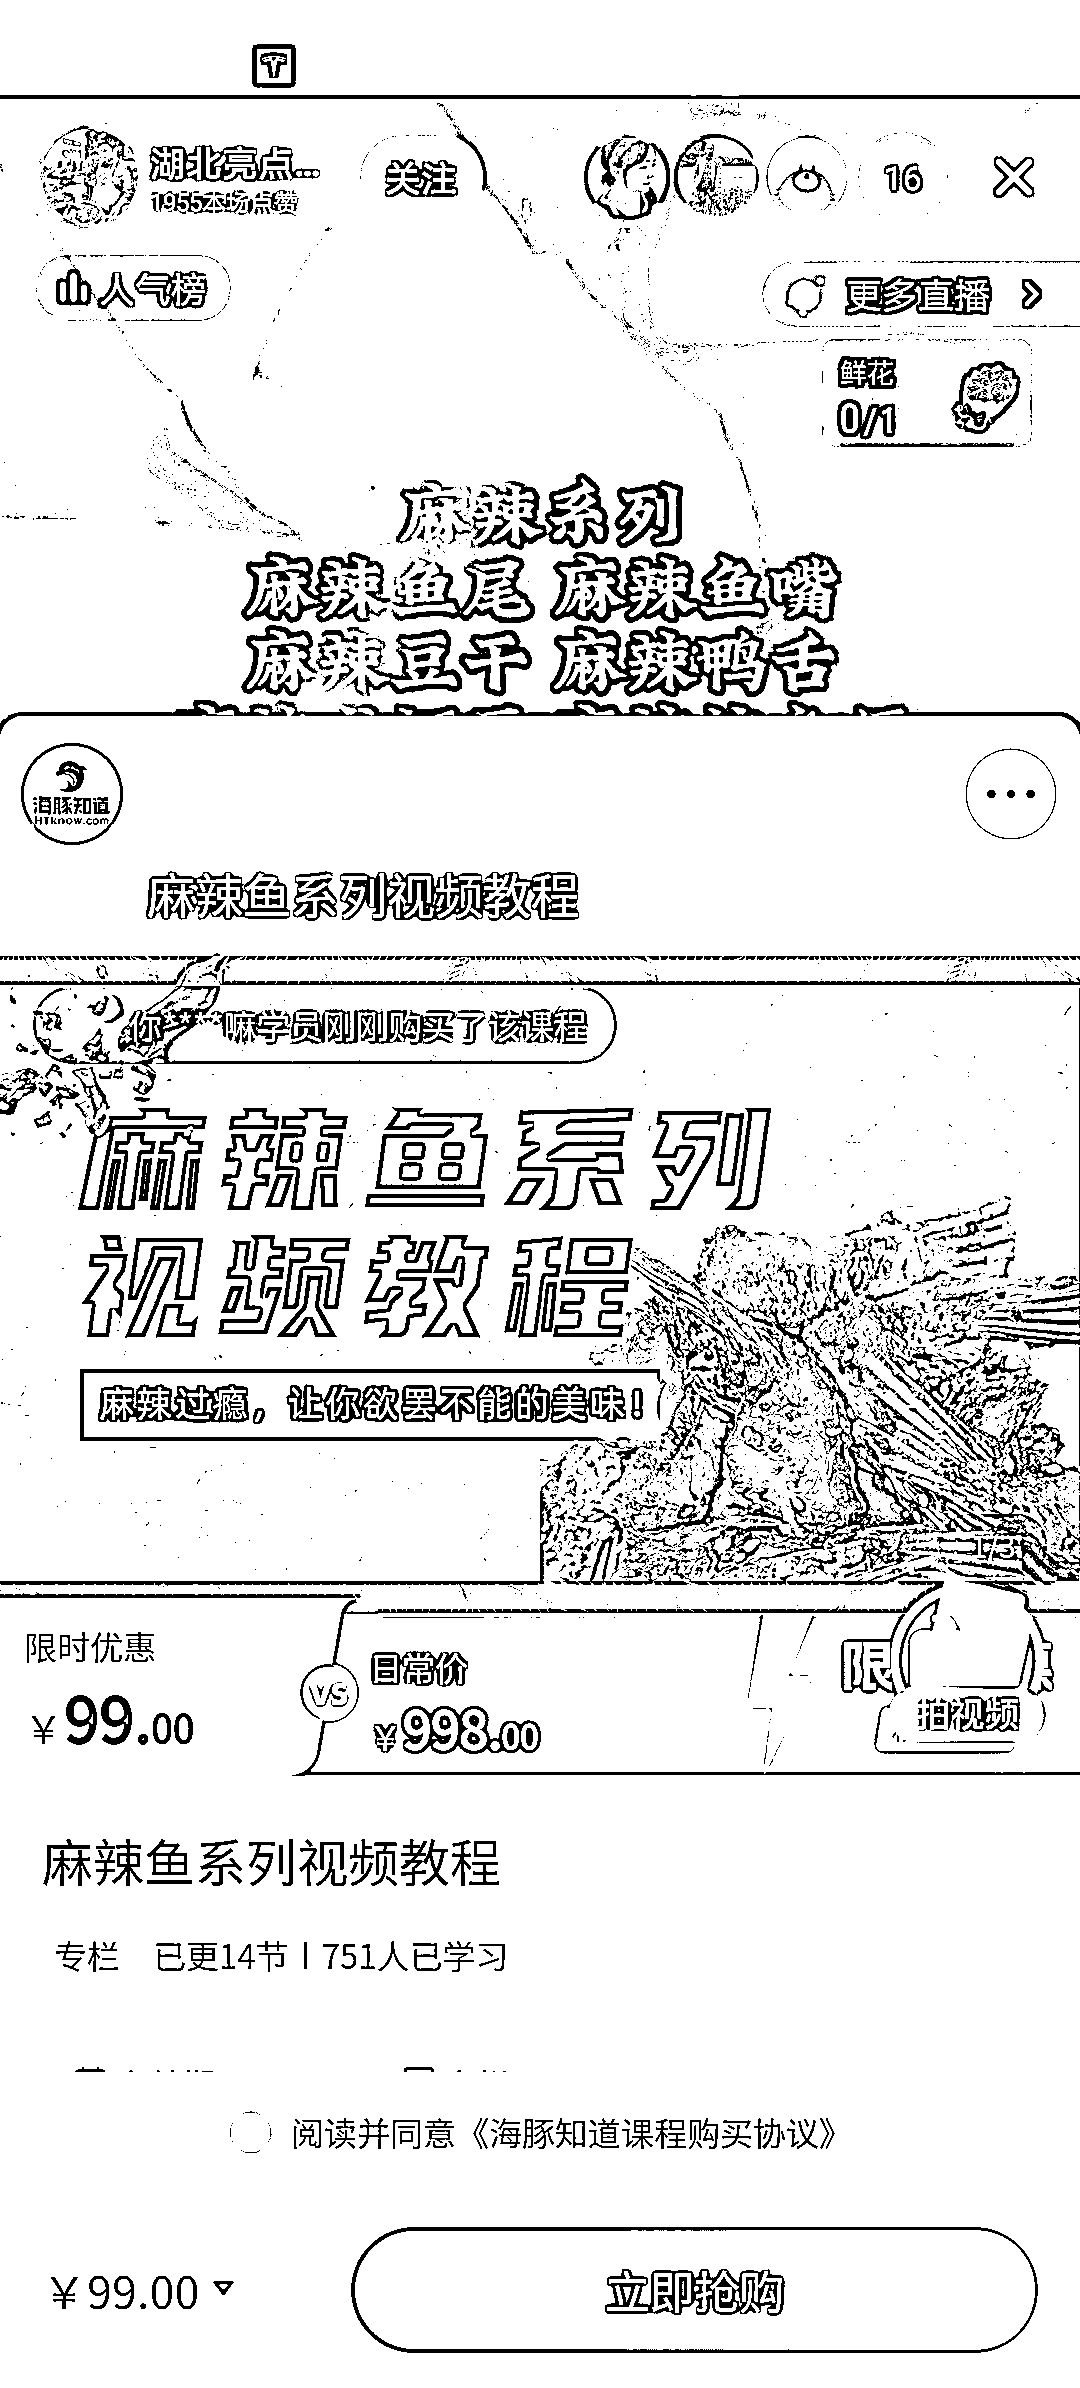 湖北亮点...
1955本场点赞
关注
16
人气榜
更多直播
鲜花
0/1
麻辣系列
麻辣鱼尾 麻辣鱼嘴
麻辣豆干 麻辣鸭舌
海豚知道
HTknow.com
麻辣鱼系列视频教程
你****嘛学员刚刚购买了该课程
麻辣鱼系列
视频教程
麻辣过瘾，让你欲罢不能的美味！
1/3
限时优惠
¥99.00
VS
日常价
¥998.00
限
拍视频
麻辣鱼系列视频教程
专栏 已更14节 | 751人已学习
阅读并同意《海豚知道课程购买协议》
¥99.00
立即抢购